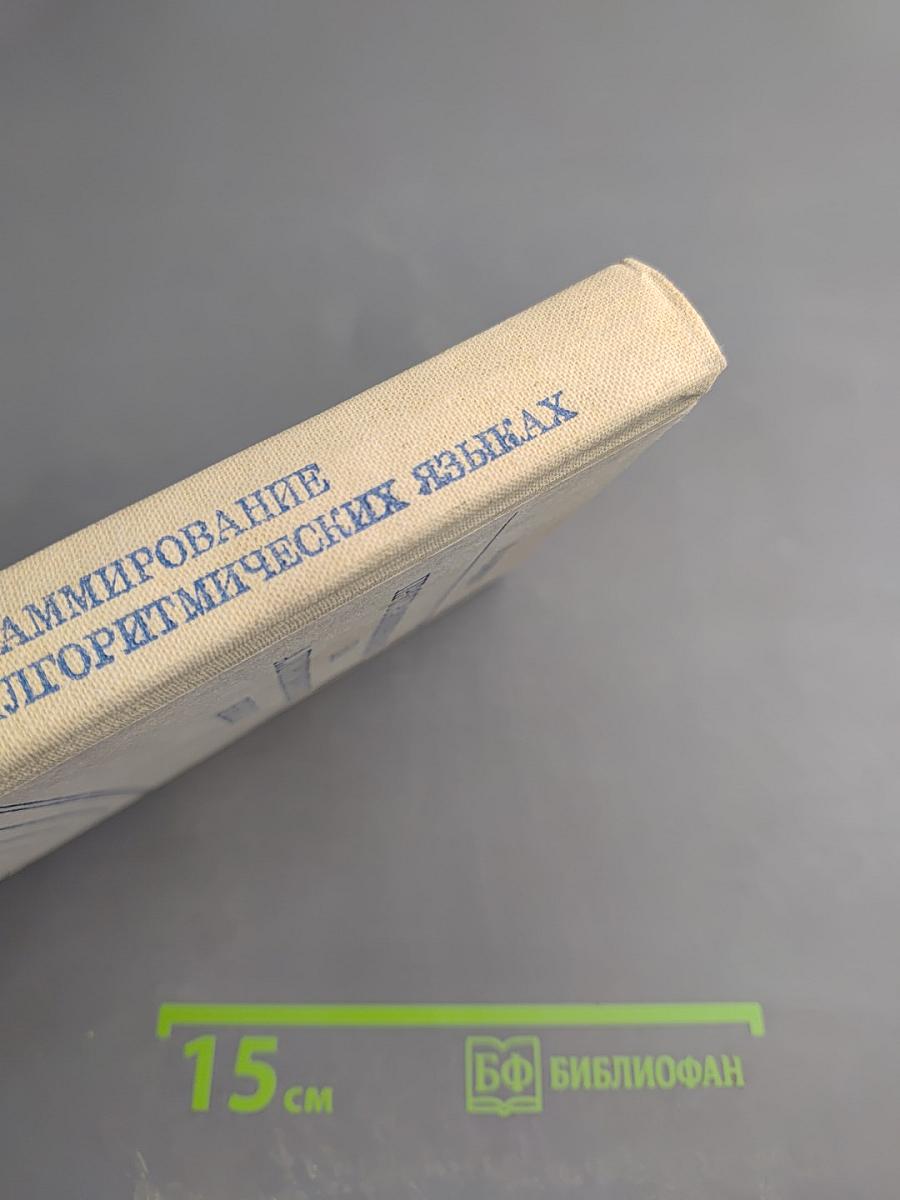 АММИРОВАНИЕ
АЛГОРИТМИЧЕСКИХ ЯЗЫКАХ
15 см
БФ БИБЛИОФАН